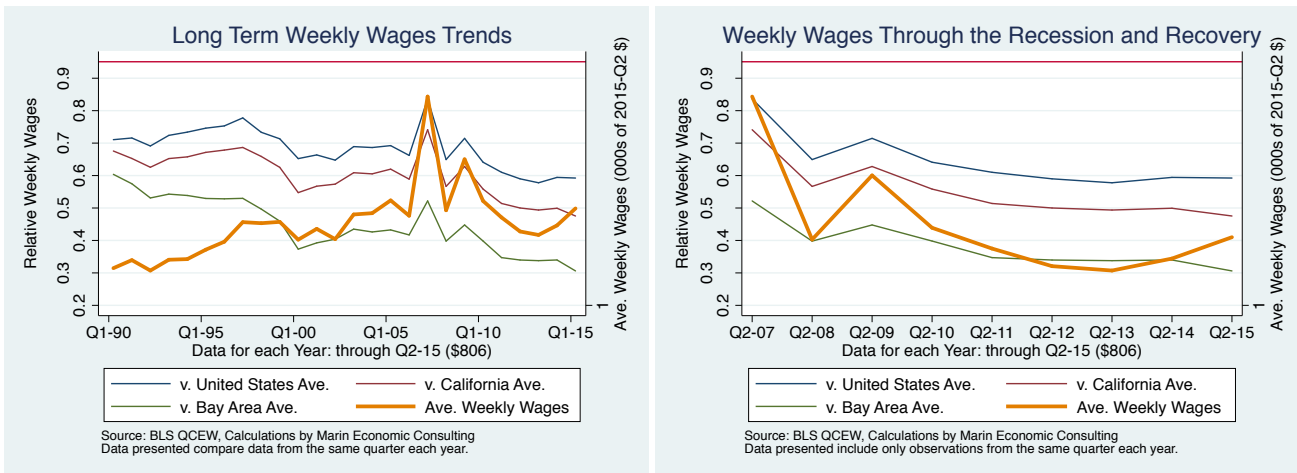 Long Term Weekly Wages Trends
Relative Weekly Wages
0.9
0.8
0.7
0.6
0.5
0.4
0.3
0.2
Ave. Weekly Wages (000s of 2015-Q2 $)
1
Q1-90 Q1-95 Q1-00 Q1-05 Q1-10 Q1-15
Data for each Year: through Q2-15 ($806)
v. United States Ave. v. California Ave.
v. Bay Area Ave. Ave. Weekly Wages
Source: BLS QCEW, Calculations by Marin Economic Consulting
Data presented compare data from the same quarter each year.
Weekly Wages Through the Recession and Recovery
Relative Weekly Wages
0.9
0.8
0.7
0.6
0.5
0.4
0.3
0.2
Ave. Weekly Wages (000s of 2015-Q2 $)
1
Q2-07 Q2-08 Q2-09 Q2-10 Q2-11 Q2-12 Q2-13 Q2-14 Q2-15
Data for each Year: through Q2-15 ($806)
v. United States Ave. v. California Ave.
v. Bay Area Ave. Ave. Weekly Wages
Source: BLS QCEW, Calculations by Marin Economic Consulting
Data presented include only observations from the same quarter each year.